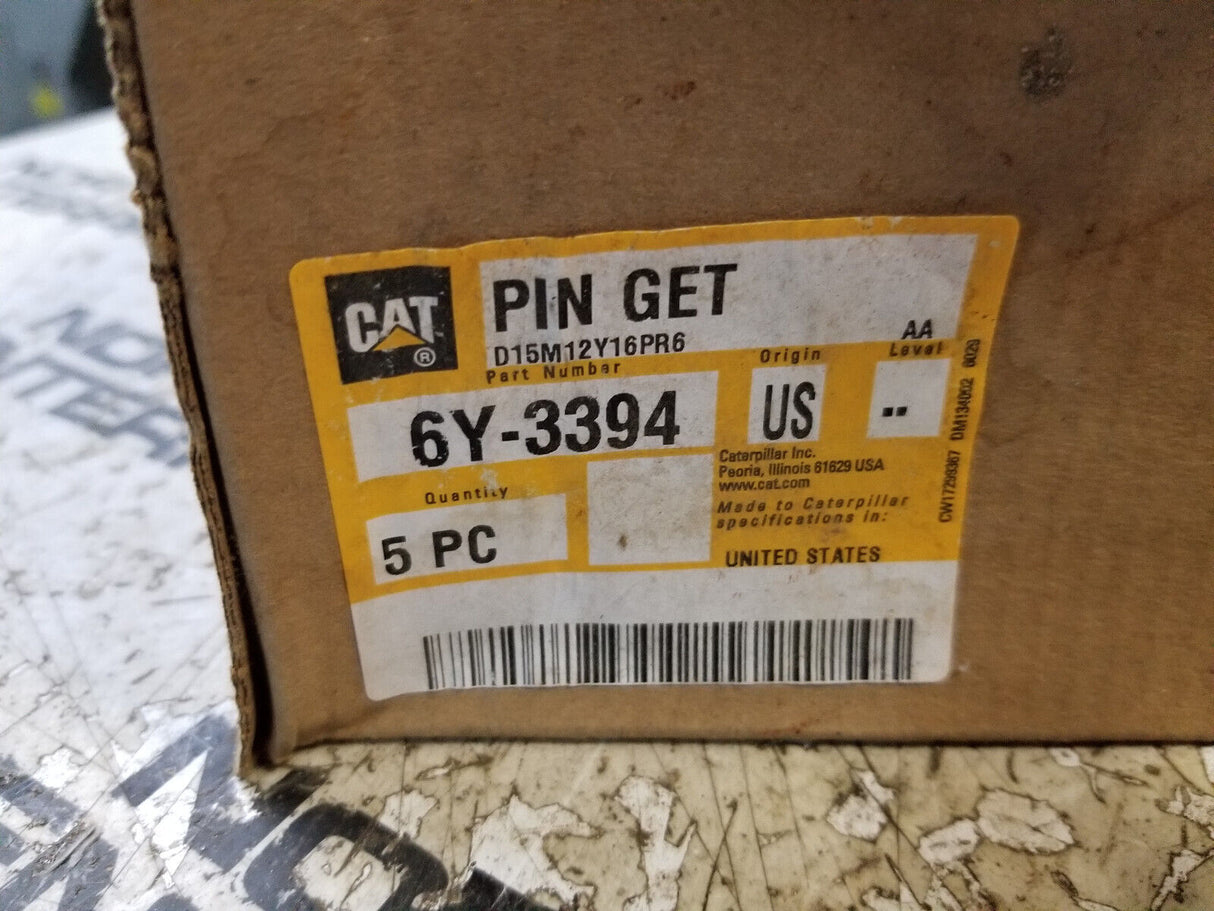 CAT
®
PIN GET
D15M12Y16PR6
Part Number
6Y-3394
Origin
US
AA
Level
--
Quantity
5 PC
Caterpillar Inc.
Peoria, Illinois 61629 USA
www.cat.com
Made to Caterpillar
specifications in:
UNITED STATES